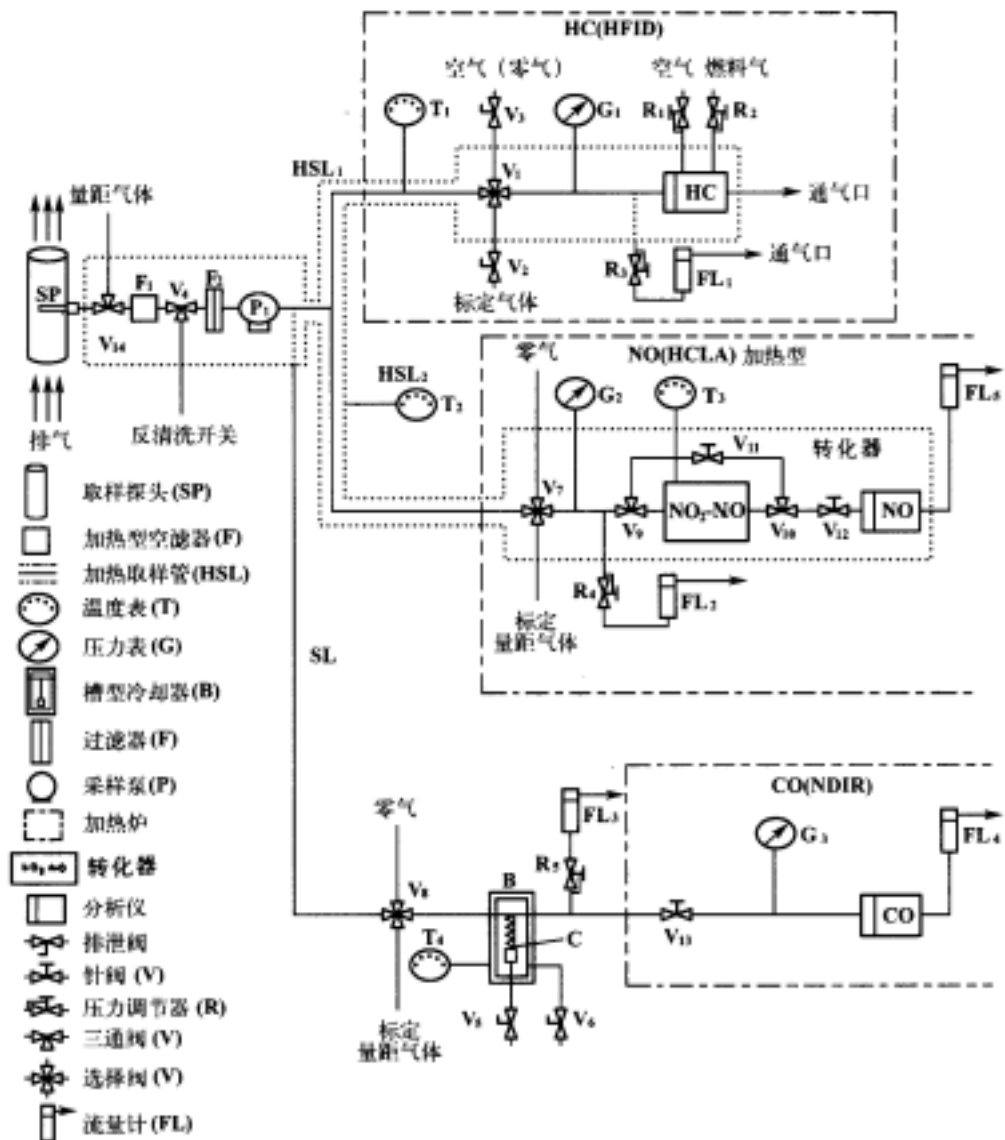 HC(HFID)
空气（零气）
空气 燃料气
T1
V3
G1
R1
R2
HSL1
V1
HC
通气口
量距气体
SP
F1
V4
F2
P1
V14
V2
标定气体
R3
FL1
通气口
排气
反清洗开关
HSL2
T2
零气
NO(HCLA) 加热型
G2
T3
FL5
V11
转化器
V7
V9
NO2-NO
V10
V12
NO
R4
FL2
标定
量距气体
SL
取样探头(SP)
加热型空滤器(F)
加热取样管(HSL)
温度表(T)
压力表(G)
槽型冷却器(B)
过滤器(F)
采样泵(P)
加热炉
转化器
分析仪
排泄阀
针阀(V)
压力调节器(R)
三通阀(V)
选择阀(V)
流量计(FL)
零气
V8
T4
B
C
R5
FL3
V5
V6
标定
量距气体
CO(NDIR)
G3
V13
CO
FL4